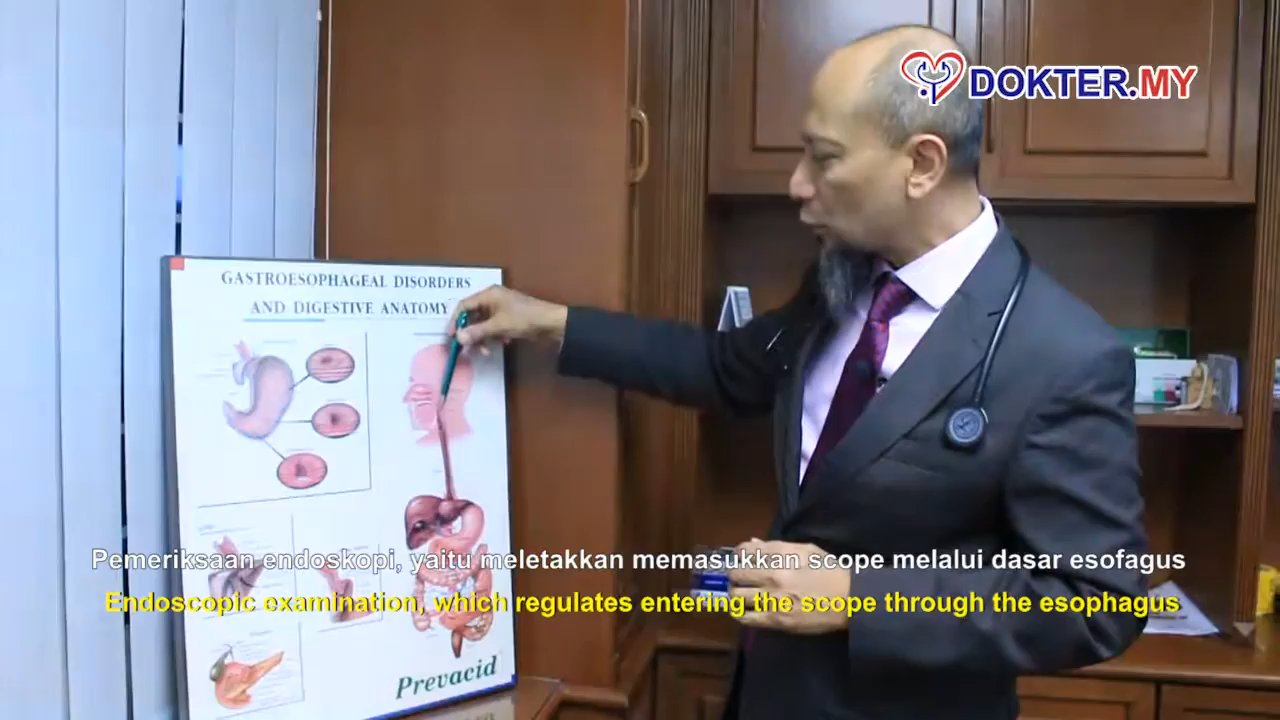 DOKTER.MY
GASTROESOPHAGEAL DISORDERS
AND DIGESTIVE ANATOMY
Prevacid
Pemeriksaan endoskopi, yaitu meletakkan memasukkan scope melalui dasar esofagus
Endoscopic examination, which regulates entering the scope through the esophagus